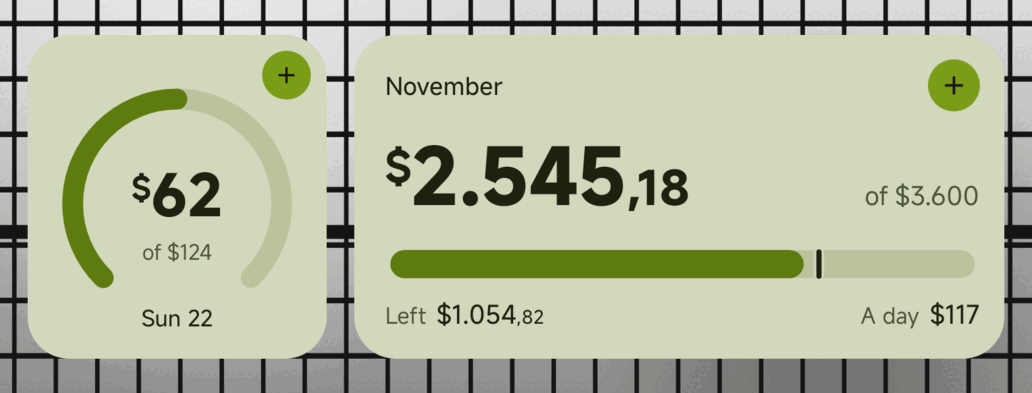 +
$62
of $124
Sun 22
November
+
$2.545,18
of $3.600
Left $1.054,82
A day $117